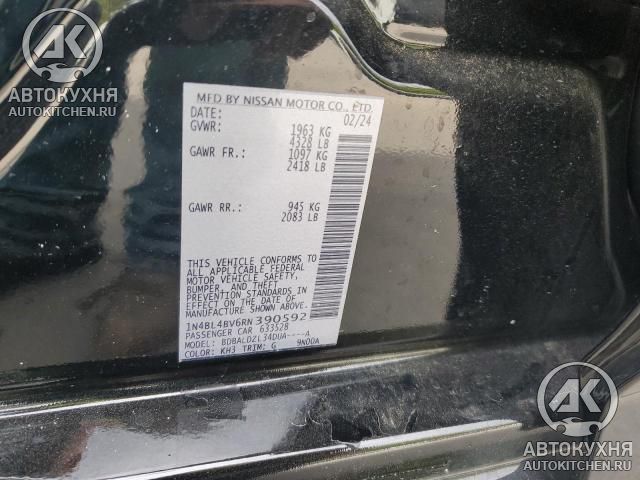 AK
АВТОКУХНЯ
AUTOKITCHEN.RU
MFD BY NISSAN MOTOR CO., LTD.
DATE: 02/24
GVWR: 1963 KG
4328 LB
GAWR FR.: 1097 KG
2418 LB
GAWR RR.: 945 KG
2083 LB
THIS VEHICLE CONFORMS TO
ALL APPLICABLE FEDERAL
MOTOR VEHICLE SAFETY,
BUMPER, AND THEFT
PREVENTION STANDARDS IN
EFFECT ON THE DATE OF
MANUFACTURE SHOWN ABOVE.
1N4BL4BV6RN390592
PASSENGER CAR 633528
MODEL: BDBALDZL34DUA----A
COLOR: KH3 TRIM: G 9N00A
AK
АВТОКУХНЯ
AUTOKITCHEN.RU